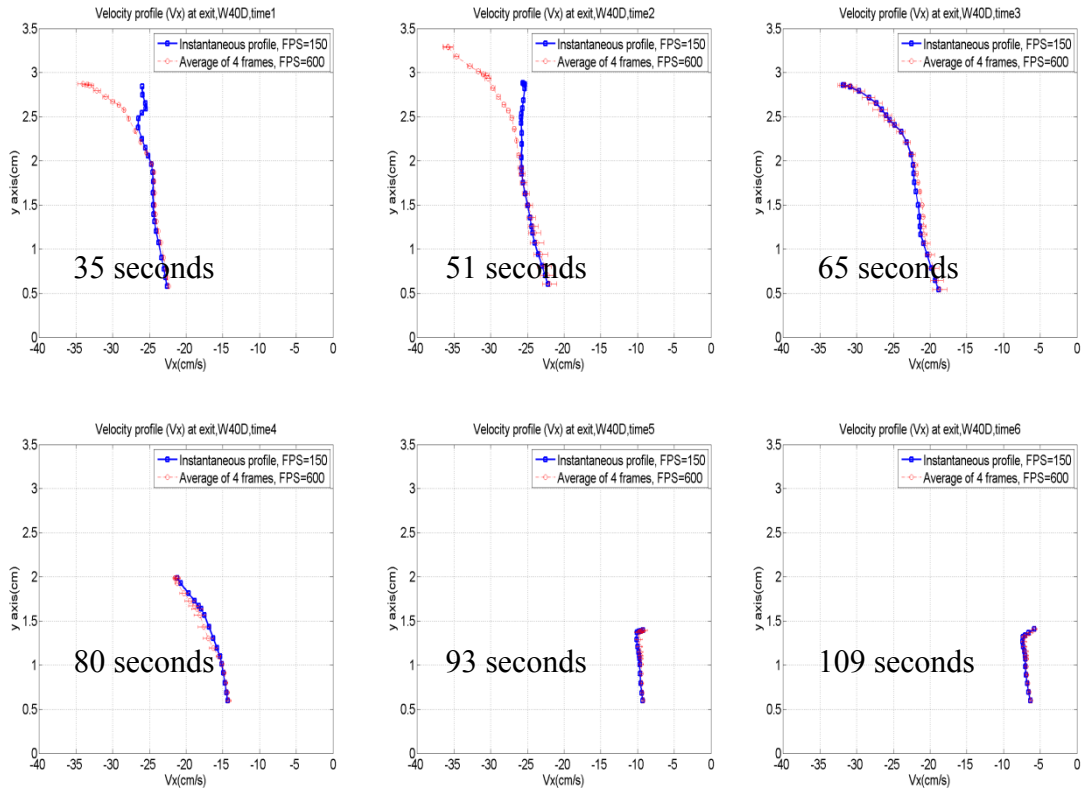 Velocity profile (Vx) at exit,W40D,time1
3.5
3
2.5
2
1.5
1
0.5
0
y axis(cm)
Instantaneous profile, FPS=150
Average of 4 frames, FPS=600
35 seconds
-40 -35 -30 -25 -20 -15 -10 -5 0
Vx(cm/s)
Velocity profile (Vx) at exit,W40D,time2
3.5
3
2.5
2
1.5
1
0.5
0
y axis(cm)
Instantaneous profile, FPS=150
Average of 4 frames, FPS=600
51 seconds
-40 -35 -30 -25 -20 -15 -10 -5 0
Vx(cm/s)
Velocity profile (Vx) at exit,W40D,time3
3.5
3
2.5
2
1.5
1
0.5
0
y axis(cm)
Instantaneous profile, FPS=150
Average of 4 frames, FPS=600
65 seconds
-40 -35 -30 -25 -20 -15 -10 -5 0
Vx(cm/s)
Velocity profile (Vx) at exit,W40D,time4
3.5
3
2.5
2
1.5
1
0.5
0
y axis(cm)
Instantaneous profile, FPS=150
Average of 4 frames, FPS=600
80 seconds
-40 -35 -30 -25 -20 -15 -10 -5 0
Vx(cm/s)
Velocity profile (Vx) at exit,W40D,time5
3.5
3
2.5
2
1.5
1
0.5
0
y axis(cm)
Instantaneous profile, FPS=150
Average of 4 frames, FPS=600
93 seconds
-40 -35 -30 -25 -20 -15 -10 -5 0
Vx(cm/s)
Velocity profile (Vx) at exit,W40D,time6
3.5
3
2.5
2
1.5
1
0.5
0
y axis(cm)
Instantaneous profile, FPS=150
Average of 4 frames, FPS=600
109 seconds
-40 -35 -30 -25 -20 -15 -10 -5 0
Vx(cm/s)